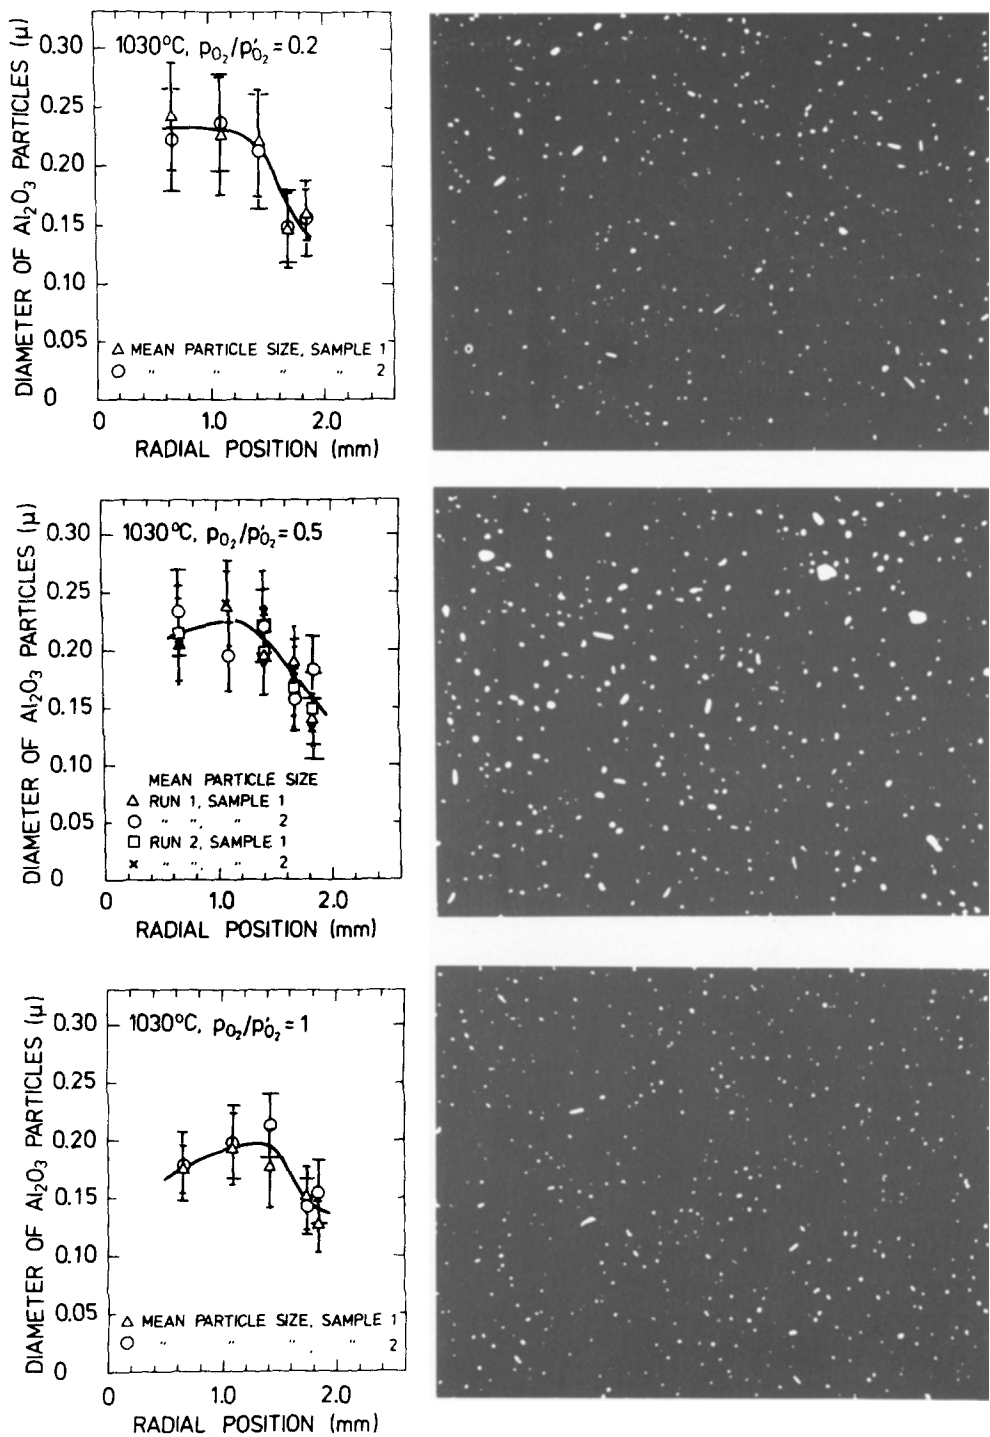 DIAMETER OF Al₂O₃ PARTICLES (μ)
0.30
0.25
0.20
0.15
0.10
0.05
0
1030°C, pO₂/p'O₂ = 0.2
△ MEAN PARTICLE SIZE, SAMPLE 1
○ " " " " 2
0 1.0 2.0
RADIAL POSITION (mm)
DIAMETER OF Al₂O₃ PARTICLES (μ)
0.30
0.25
0.20
0.15
0.10
0.05
0
1030°C, pO₂/p'O₂ = 0.5
MEAN PARTICLE SIZE
△ RUN 1, SAMPLE 1
○ " ", " 2
□ RUN 2, SAMPLE 1
× " ", " 2
0 1.0 2.0
RADIAL POSITION (mm)
DIAMETER OF Al₂O₃ PARTICLES (μ)
0.30
0.25
0.20
0.15
0.10
0.05
0
1030°C, pO₂/p'O₂ = 1
△ MEAN PARTICLE SIZE, SAMPLE 1
○ " " ", " 2
0 1.0 2.0
RADIAL POSITION (mm)